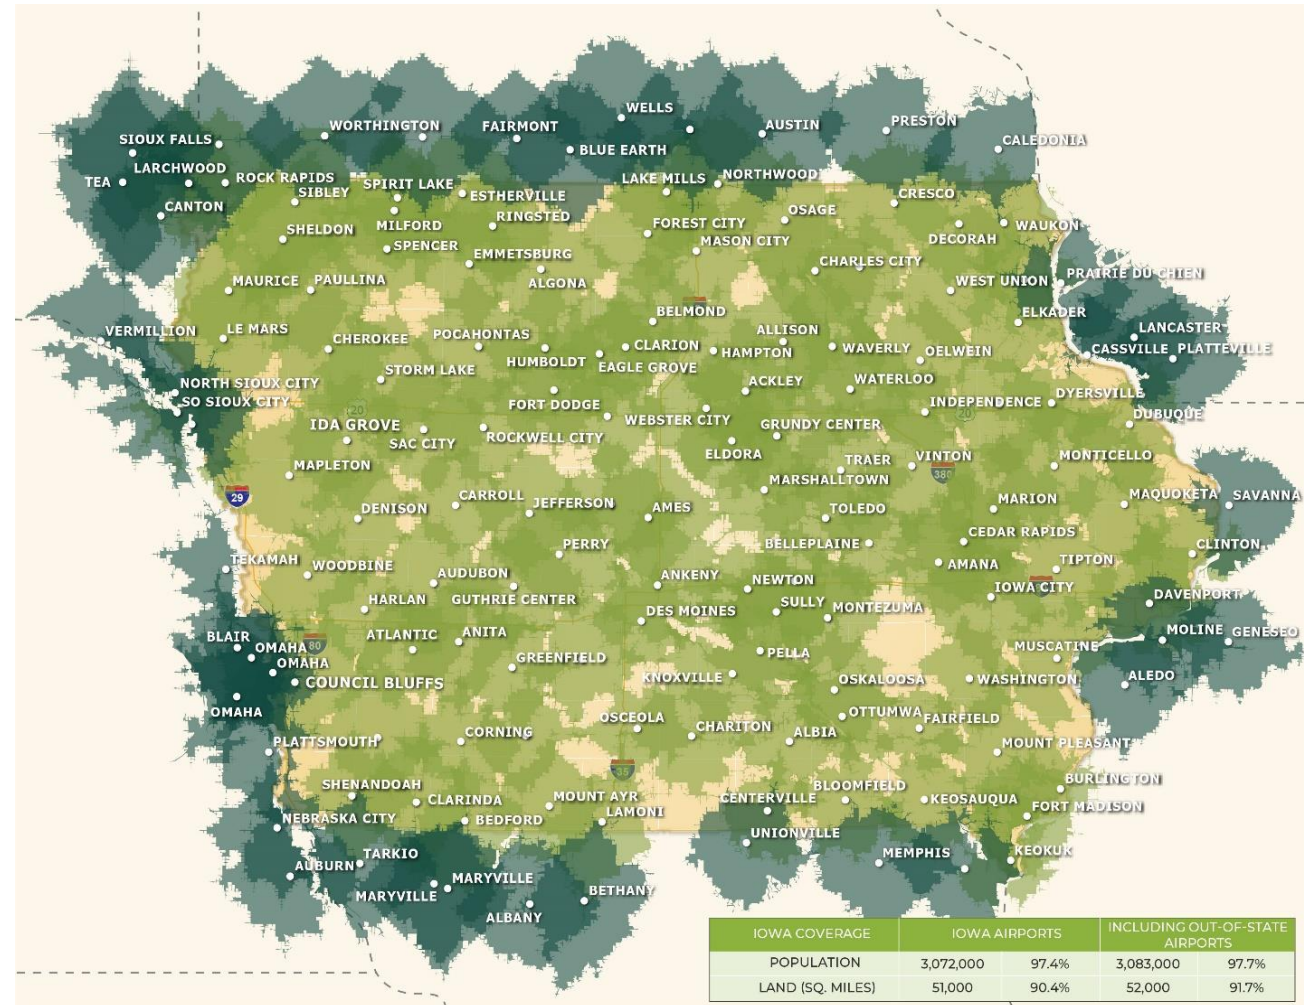 WELLS
WORTHINGTON
FAIRMONT
AUSTIN
PRESTON
SIOUX FALLS
CALEDONIA
BLUE EARTH
LARCHWOOD
TEA
ROCK RAPIDS
SIBLEY
SPIRIT LAKE
ESTHERVILLE
LAKE MILLS
NORTHWOOD
CRESCO
CANTON
MILFORD
RINGSTED
OSAGE
SHELDON
FOREST CITY
DECORAH
WAUKON
SPENCER
MASON CITY
EMMETSBURG
CHARLES CITY
MAURICE
PAULLINA
ALGONA
WEST UNION
PRAIRIE DU CHIEN
BELMOND
ELKADER
VERMILLION
LE MARS
CHEROKEE
POCAHONTAS
ALLISON
LANCASTER
HUMBOLDT
CLARION
HAMPTON
WAVERLY
OELWEIN
CASSVILLE
PLATTEVILLE
EAGLE GROVE
STORM LAKE
NORTH SIOUX CITY
ACKLEY
WATERLOO
SO SIOUX CITY
FORT DODGE
INDEPENDENCE
DYERSVILLE
20
20
DUBUQUE
IDA GROVE
SAC CITY
ROCKWELL CITY
WEBSTER CITY
GRUNDY CENTER
ELDORA
MAPLETON
TRAER
VINTON
MONTICELLO
380
MARSHALLTOWN
29
DENISON
CARROLL
JEFFERSON
AMES
TOLEDO
MARION
MAQUOKETA
SAVANNA
CEDAR RAPIDS
PERRY
BELLEPLAINE
CLINTON
TEKAMAH
WOODBINE
AUDUBON
ANKENY
NEWTON
AMANA
TIPTON
HARLAN
GUTHRIE CENTER
DES MOINES
SULLY
MONTEZUMA
IOWA CITY
DAVENPORT
BLAIR
OMAHA
80
ATLANTIC
ANITA
PELLA
MUSCATINE
MOLINE
GENESEO
OMAHA
GREENFIELD
COUNCIL BLUFFS
KNOXVILLE
OSKALOOSA
WASHINGTON
ALEDO
OMAHA
OSCEOLA
CHARITON
OTTUMWA
FAIRFIELD
PLATTSMOUTH
CORNING
ALBIA
MOUNT PLEASANT
35
SHENANDOAH
CLARINDA
MOUNT AYR
CENTERVILLE
BLOOMFIELD
KEOSAUQUA
BURLINGTON
FORT MADISON
NEBRASKA CITY
BEDFORD
LAMONI
UNIONVILLE
TARKIO
MEMPHIS
KEOKUK
AUBURN
MARYVILLE
MARYVILLE
BETHANY
ALBANY
IOWA COVERAGE IOWA AIRPORTS INCLUDING OUT-OF-STATE
AIRPORTS
POPULATION 3,072,000 97.4% 3,083,000 97.7%
LAND (SQ. MILES) 51,000 90.4% 52,000 91.7%